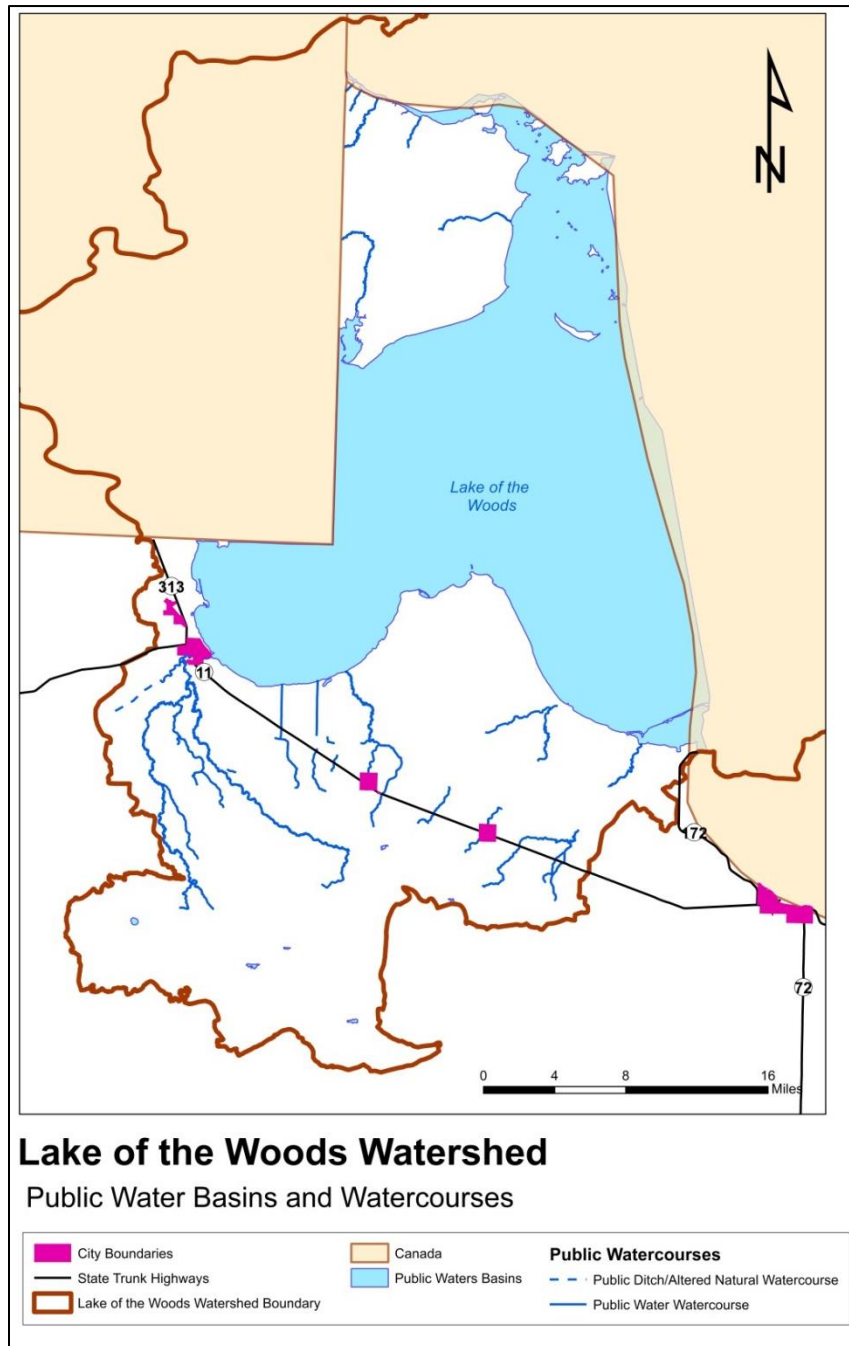 N
Lake of the
Woods
313
11
172
72
0 4 8 16
Miles
Lake of the Woods Watershed
Public Water Basins and Watercourses
City Boundaries
State Trunk Highways
Lake of the Woods Watershed Boundary
Canada
Public Waters Basins
Public Watercourses
Public Ditch/Altered Natural Watercourse
Public Water Watercourse